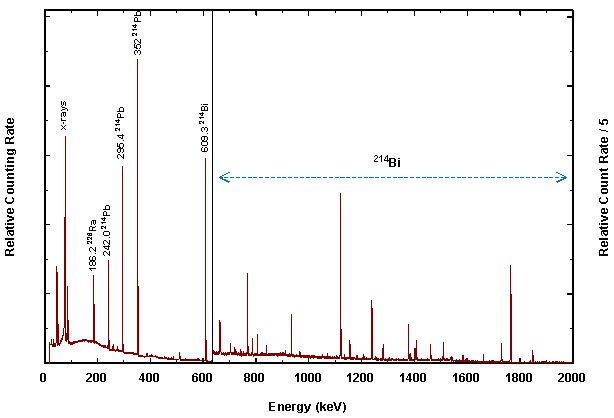 352 ²¹⁴Pb
x-rays
295.4 ²¹⁴Pb
609.3 ²¹⁴Bi
186.2 ²²⁶Ra
242.0 ²¹⁴Pb
²¹⁴Bi
Relative Counting Rate
Relative Count Rate / 5
0 200 400 600 800 1000 1200 1400 1600 1800 2000
Energy (keV)